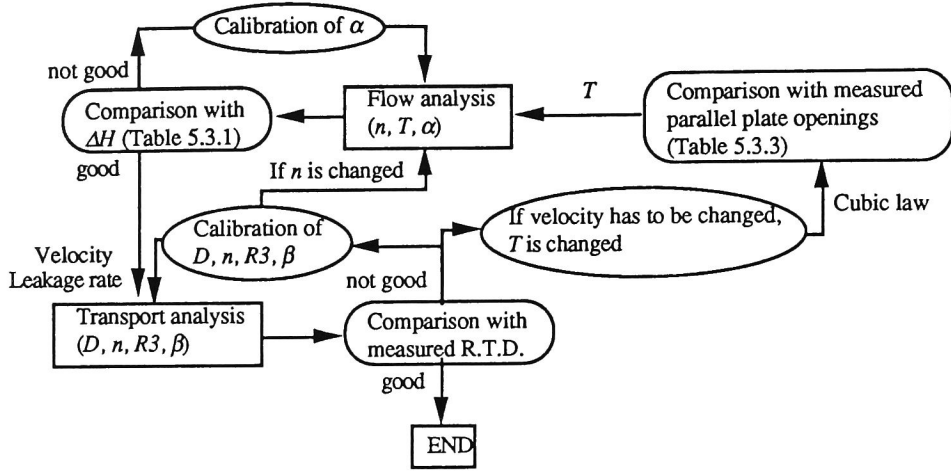 Calibration of α
not good
Comparison with
ΔH (Table 5.3.1)
good
Flow analysis
(n, T, α)
T
Comparison with measured
parallel plate openings
(Table 5.3.3)
If n is changed
Cubic law
Calibration of
D, n, R3, β
If velocity has to be changed,
T is changed
Velocity
Leakage rate
not good
Transport analysis
(D, n, R3, β)
Comparison with
measured R.T.D.
good
END